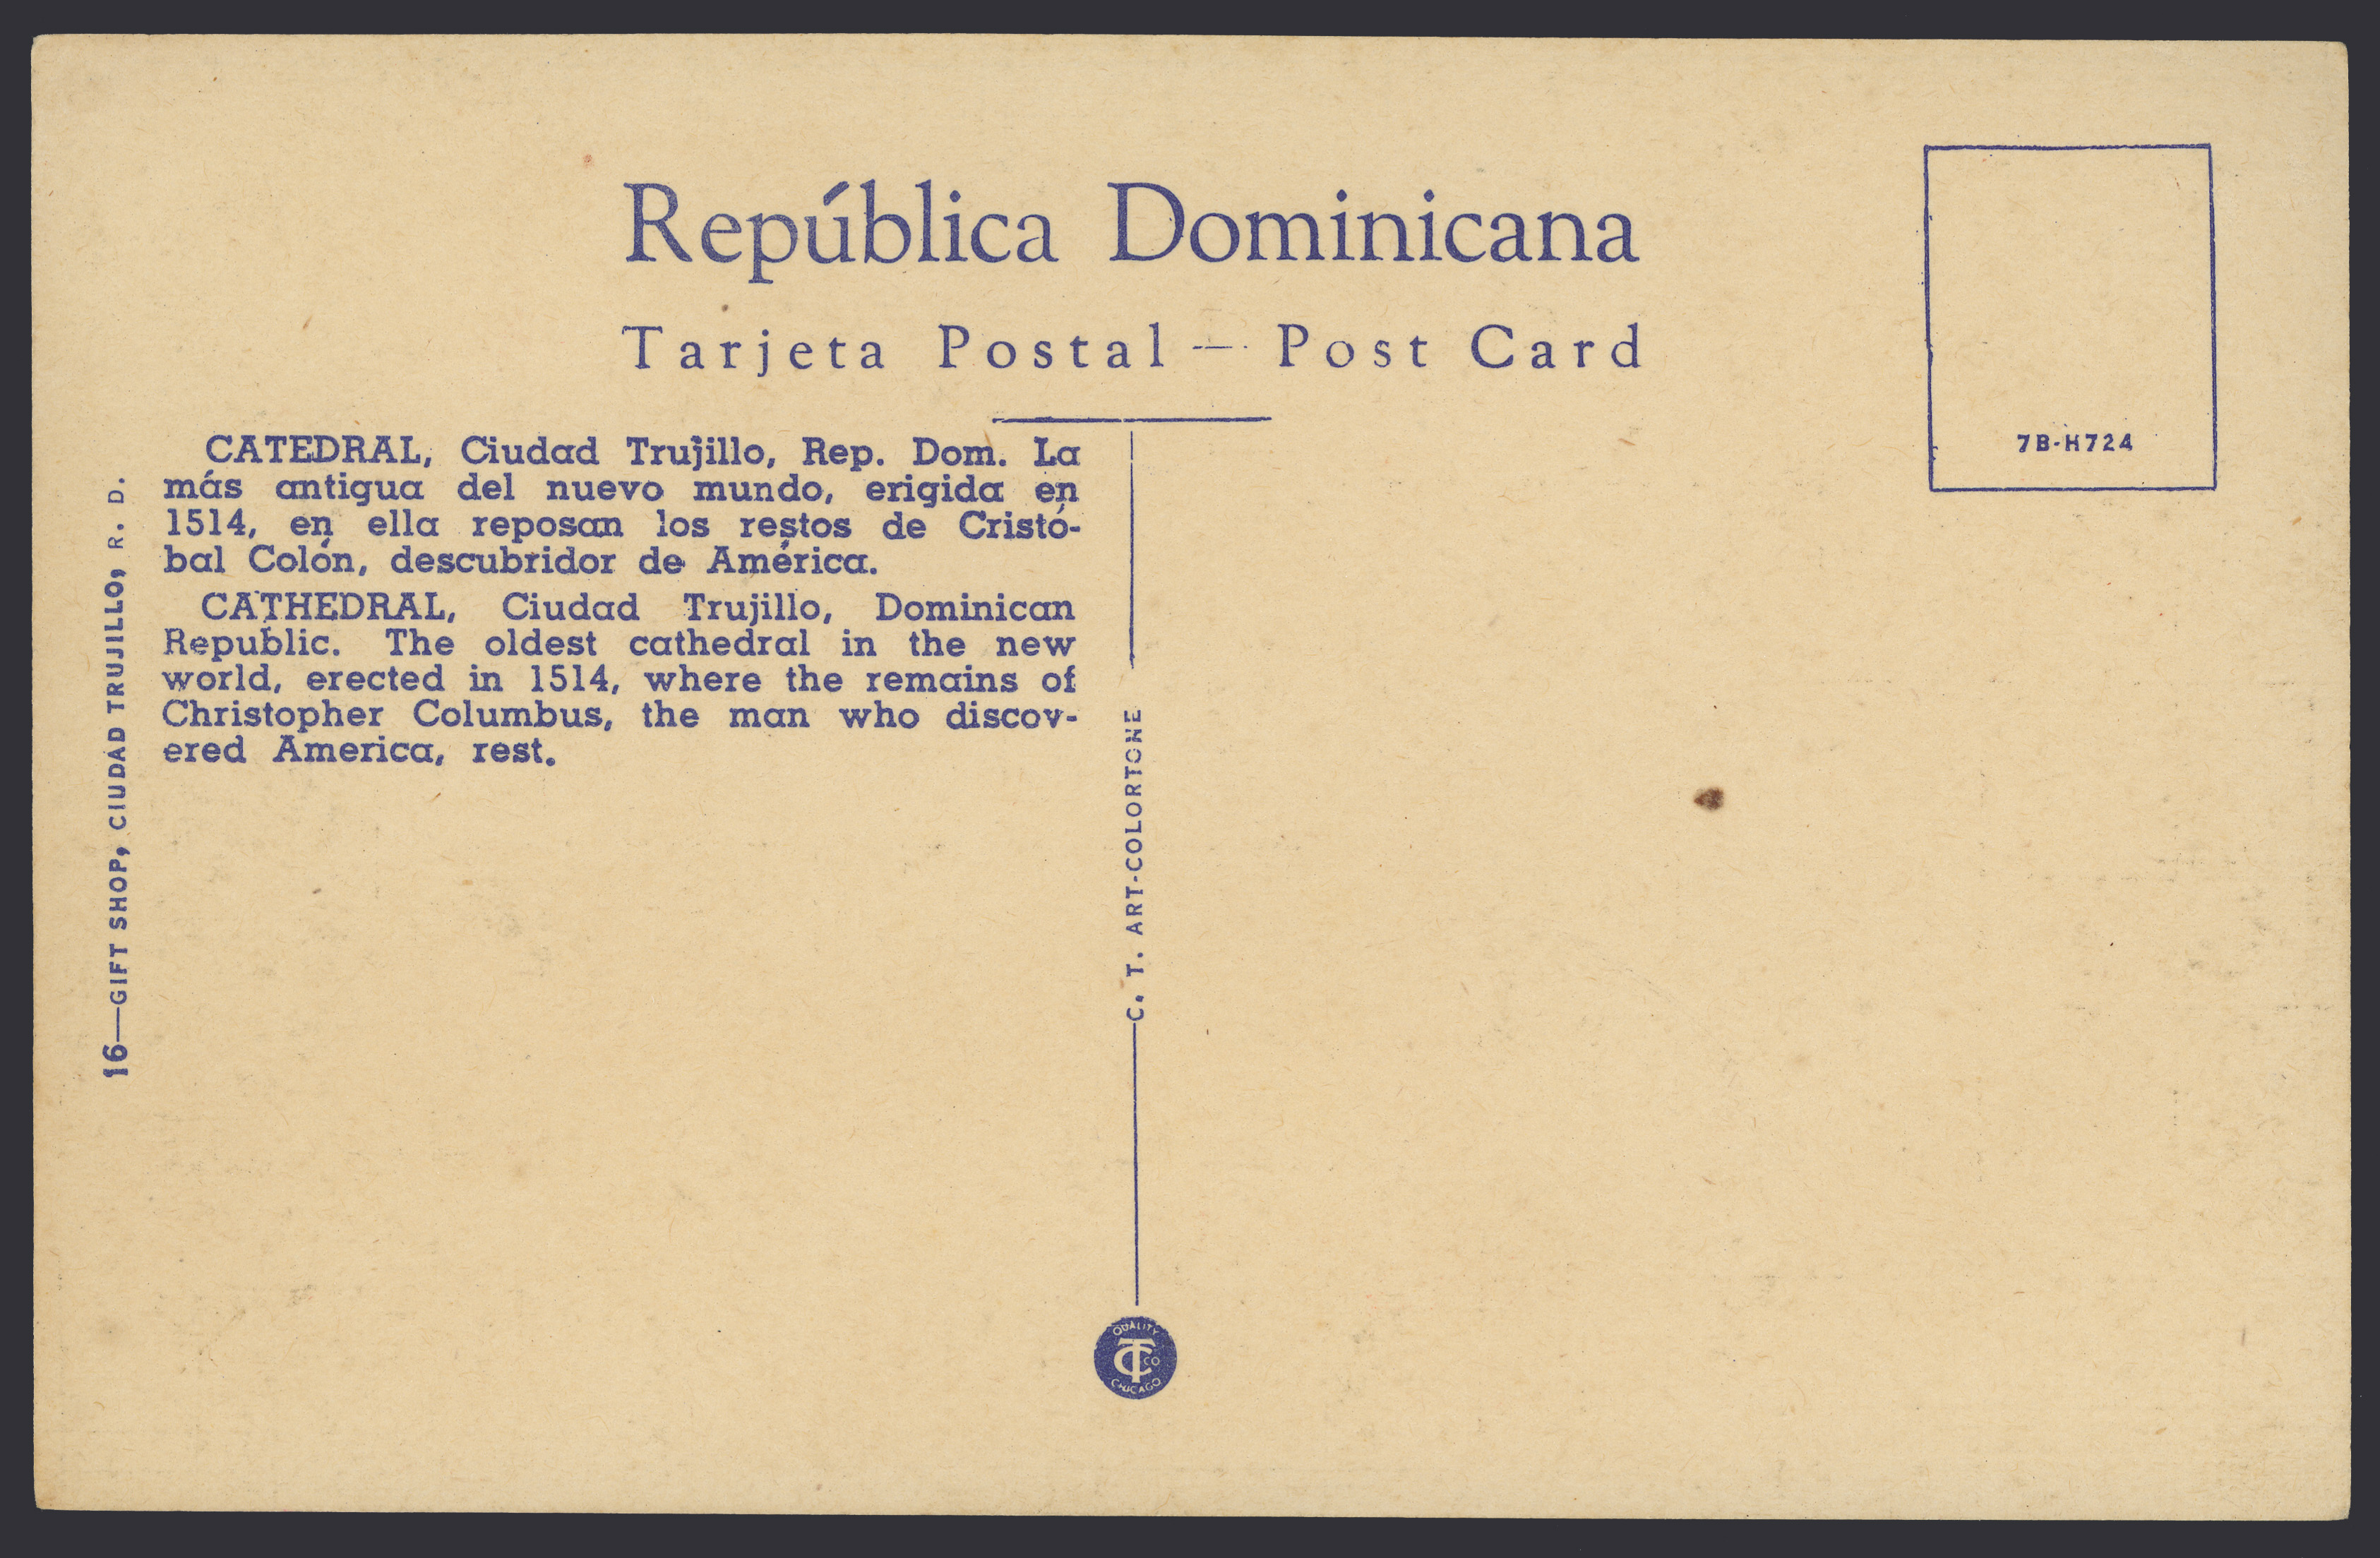 República Dominicana
Tarjeta Postal — Post Card
7B-H724
CATEDRAL, Ciudad Trujillo, Rep. Dom. La
más antigua del nuevo mundo, erigida en
1514, en ella reposan los restos de Cristó-
bal Colón, descubridor de América.
CATHEDRAL, Ciudad Trujillo, Dominican
Republic. The oldest cathedral in the new
world, erected in 1514, where the remains of
Christopher Columbus, the man who discov-
ered America, rest.
16—GIFT SHOP, CIUDAD TRUJILLO, R. D.
C. T. ART-COLORTONE
QUALITY
CT CO
CHICAGO